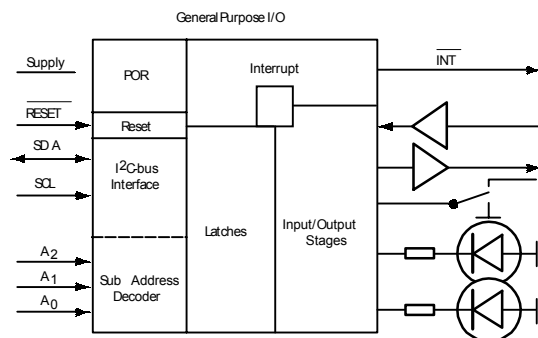 General Purpose I/O
Supply
POR
Interrupt
INT
RESET
Reset
SDA
I²C-bus
Interface
SCL
Latches
Input/Output
Stages
A2
A1
A0
Sub Address
Decoder